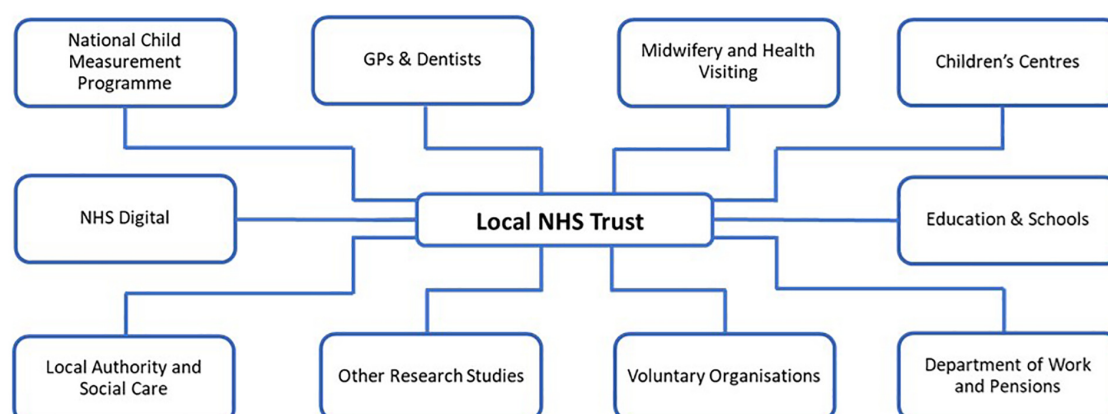 National Child
Measurement
Programme
GPs & Dentists
Midwifery and Health
Visiting
Children's Centres
NHS Digital
Local NHS Trust
Education & Schools
Local Authority and
Social Care
Other Research Studies
Voluntary Organisations
Department of Work
and Pensions